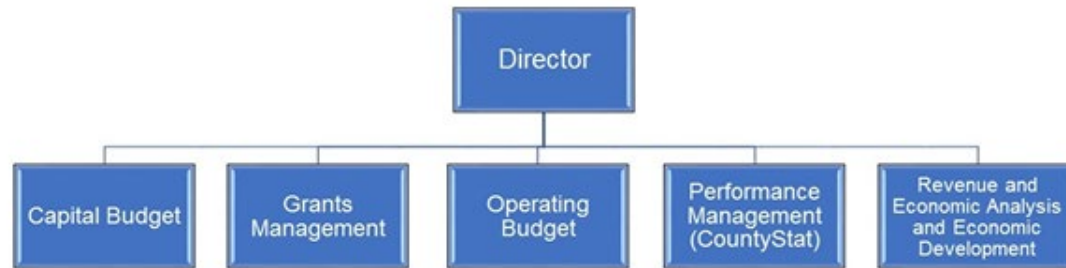 Director
Capital Budget
Grants
Management
Operating
Budget
Performance
Management
(CountyStat)
Revenue and
Economic Analysis
and Economic
Development